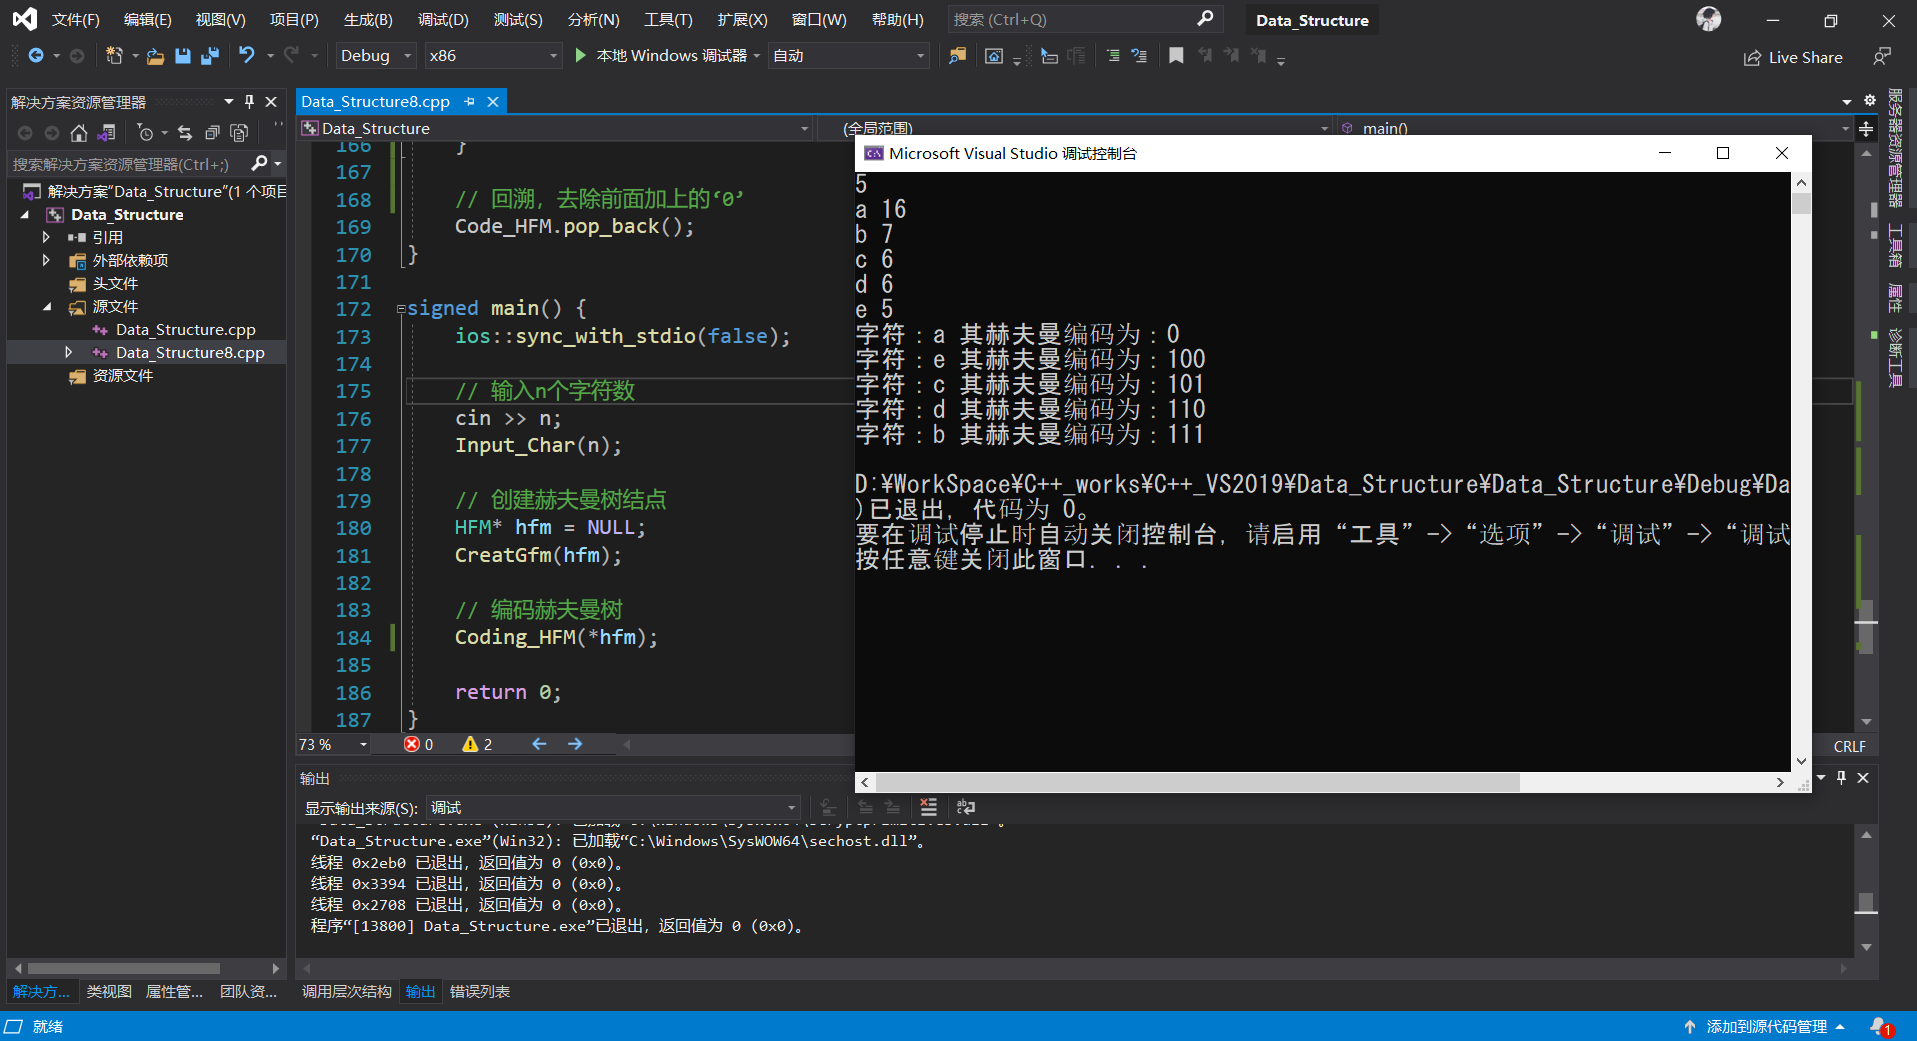 文件(F) 编辑(E) 视图(V) 项目(P) 生成(B) 调试(D) 测试(S) 分析(N) 工具(T) 扩展(X) 窗口(W) 帮助(H) 搜索 (Ctrl+Q) Data_Structure
Debug x86 本地 Windows 调试器 自动 Live Share
解决方案资源管理器
搜索解决方案资源管理器(Ctrl+;)
解决方案"Data_Structure"(1 个项目
Data_Structure
引用
外部依赖项
头文件
源文件
Data_Structure.cpp
Data_Structure8.cpp
资源文件
Data_Structure8.cpp
Data_Structure (全局范围) main()
166 }
167
168 // 回溯，去除前面加上的‘0’
169 Code_HFM.pop_back();
170 }
171
172 signed main() {
173 ios::sync_with_stdio(false);
174
175 // 输入n个字符数
176 cin >> n;
177 Input_Char(n);
178
179 // 创建赫夫曼树结点
180 HFM* hfm = NULL;
181 CreatGfm(hfm);
182
183 // 编码赫夫曼树
184 Coding_HFM(*hfm);
185
186 return 0;
187 }
73 % 0 2
CRLF
Microsoft Visual Studio 调试控制台
5
a 16
b 7
c 6
d 6
e 5
字符：a 其赫夫曼编码为：0
字符：e 其赫夫曼编码为：100
字符：c 其赫夫曼编码为：101
字符：d 其赫夫曼编码为：110
字符：b 其赫夫曼编码为：111
D:¥WorkSpace¥C++_works¥C++_VS2019¥Data_Structure¥Data_Structure¥Debug¥Da
)已退出，代码为 0。
要在调试停止时自动关闭控制台，请启用“工具”->“选项”->“调试”->“调试
按任意键关闭此窗口. . .
服务器资源管理器
工具箱
属性
诊断工具
输出
显示输出来源(S): 调试
“Data_Structure.exe”(Win32): 已加载“C:\Windows\SysWOW64\sechost.dll”。
线程 0x2eb0 已退出，返回值为 0 (0x0)。
线程 0x3394 已退出，返回值为 0 (0x0)。
线程 0x2708 已退出，返回值为 0 (0x0)。
程序“[13800] Data_Structure.exe”已退出，返回值为 0 (0x0)。
解决方... 类视图 属性管... 团队资... 调用层次结构 输出 错误列表
就绪 添加到源代码管理 1